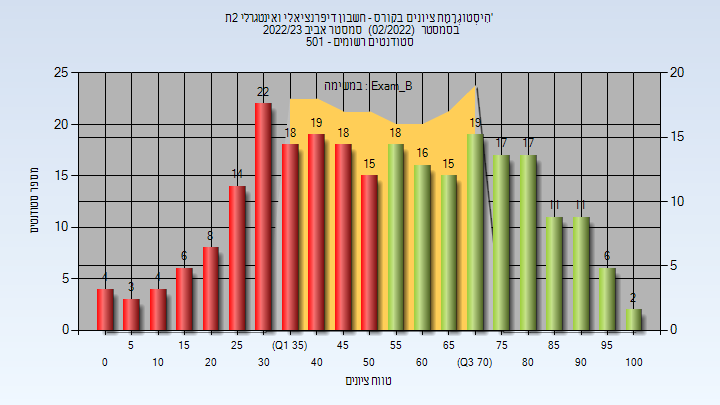 הִיסְטוֹגְרָמַת ציונים בקורס - חשבון דיפרנציאלי ואינטגרלי 2ת'
בסמסטר (02/2022) סמסטר אביב 2022/23
סטודנטים רשומים - 501
במשימה : Exam_B
25 20 15 10 5 0
מספר סטודנטים
20 15 10 5 0
4 3 4 6 8 14 22 18 19 18 15 18 16 15 19 17 17 11 11 6 2
5 15 25 (Q1 35) 45 55 65 75 85 95
0 10 20 30 40 50 60 (Q3 70) 80 90 100
טווח ציונים